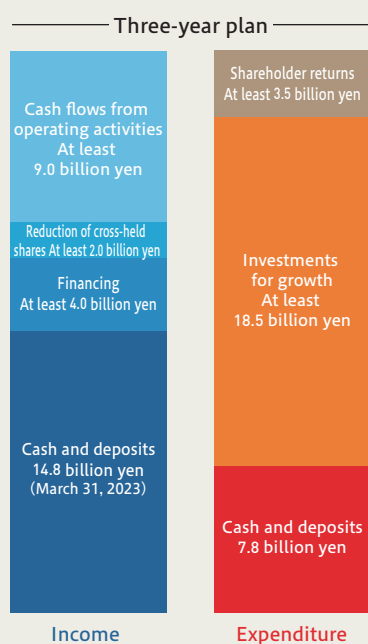 Three-year plan
Cash flows from
operating activities
At least
9.0 billion yen
Reduction of cross-held
shares At least 2.0 billion yen
Financing
At least 4.0 billion yen
Cash and deposits
14.8 billion yen
(March 31, 2023)
Income
Shareholder returns
At least 3.5 billion yen
Investments
for growth
At least
18.5 billion yen
Cash and deposits
7.8 billion yen
Expenditure